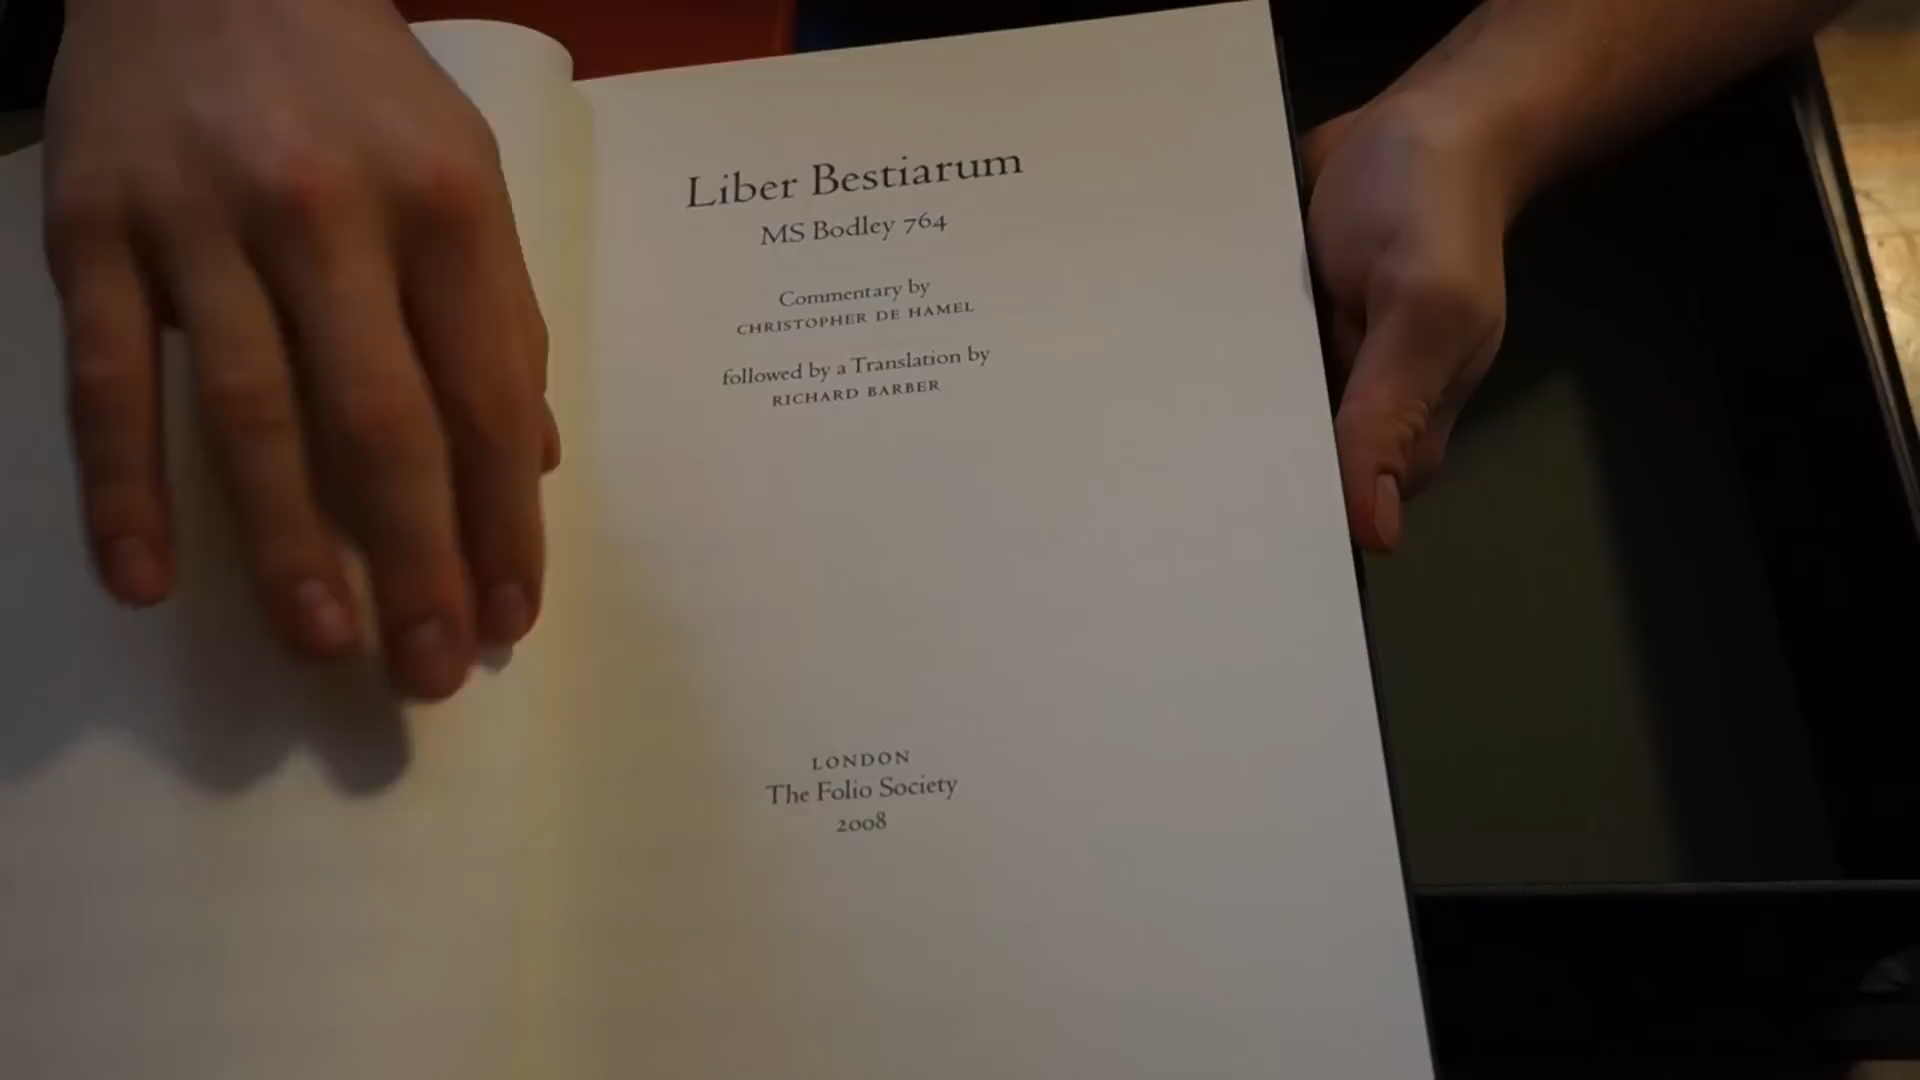 Liber Bestiarum
MS Bodley 764
Commentary by
CHRISTOPHER DE HAMEL
followed by a Translation by
RICHARD BARBER
LONDON
The Folio Society
2008